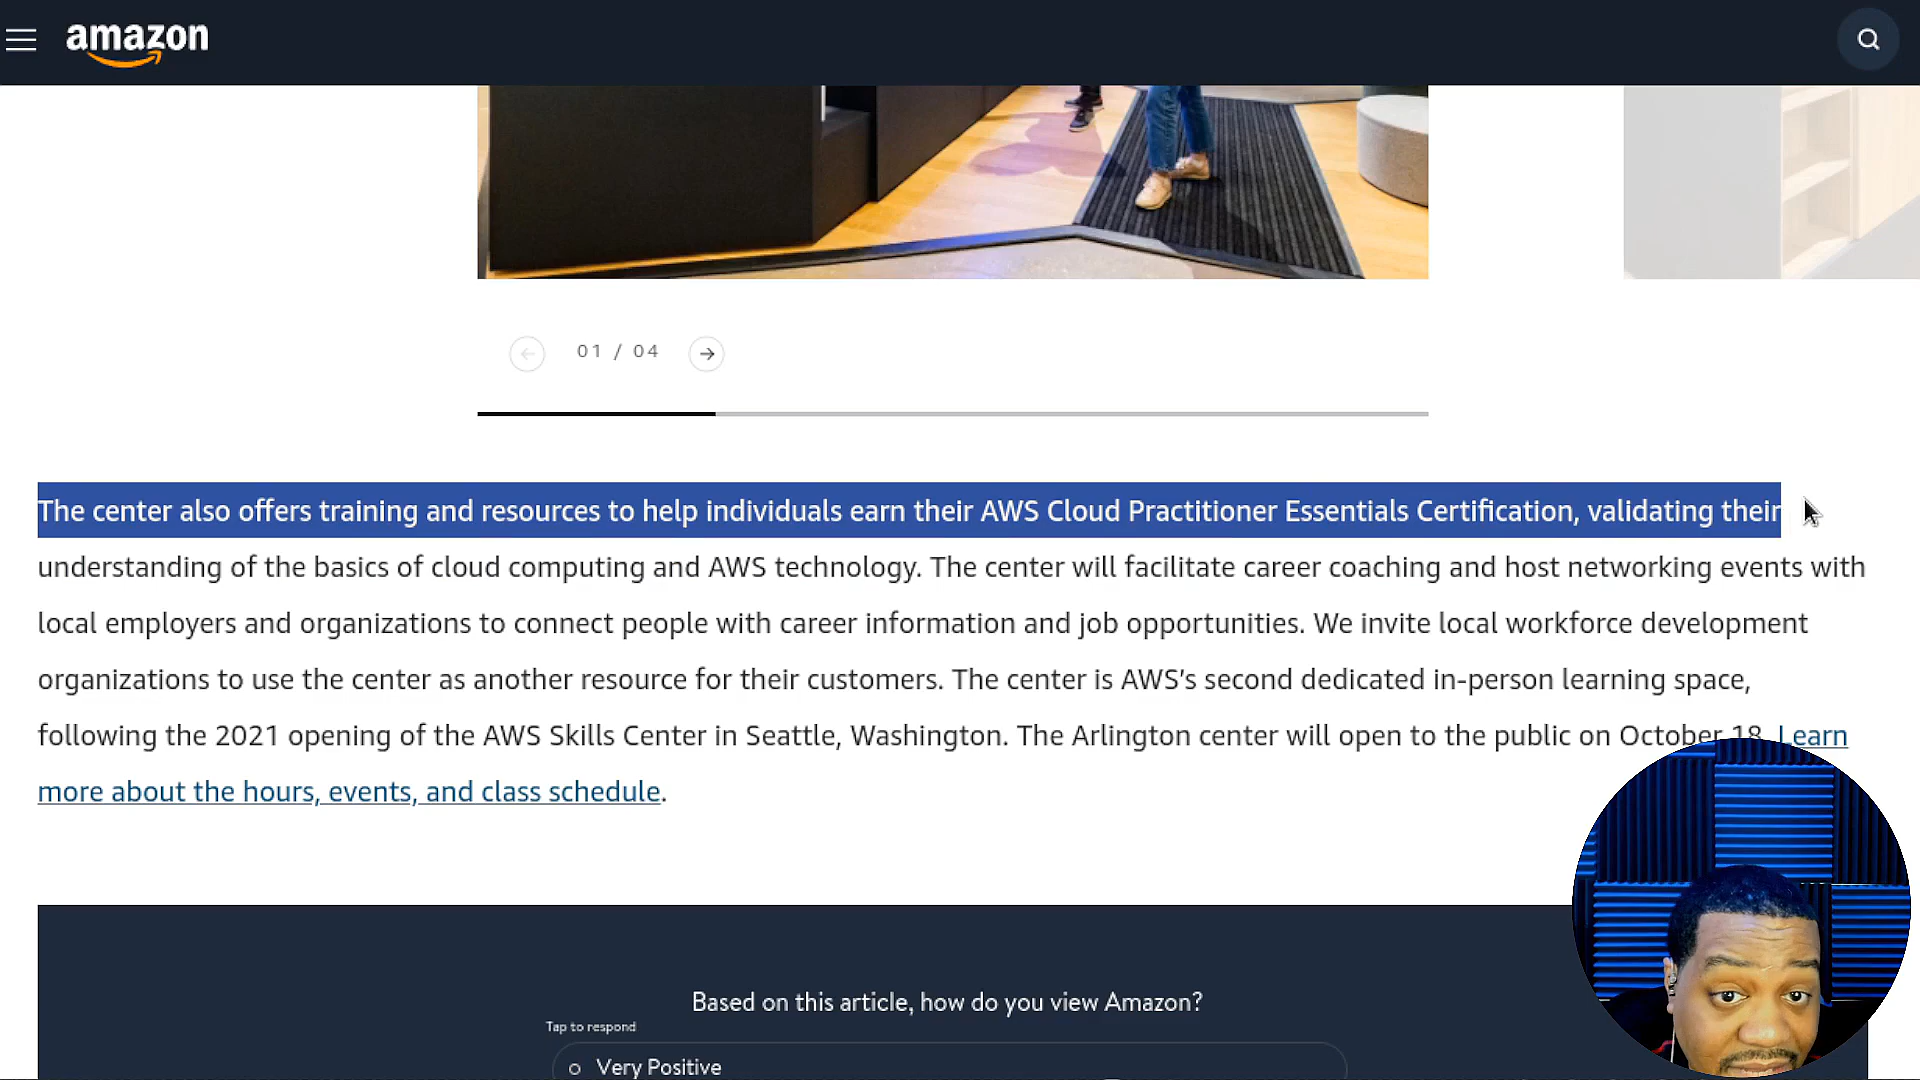 amazon
01 / 04
The center also offers training and resources to help individuals earn their AWS Cloud Practitioner Essentials Certification, validating their
understanding of the basics of cloud computing and AWS technology. The center will facilitate career coaching and host networking events with
local employers and organizations to connect people with career information and job opportunities. We invite local workforce development
organizations to use the center as another resource for their customers. The center is AWS’s second dedicated in-person learning space,
following the 2021 opening of the AWS Skills Center in Seattle, Washington. The Arlington center will open to the public on October 18. Learn
more about the hours, events, and class schedule.
Based on this article, how do you view Amazon?
Tap to respond
Very Positive